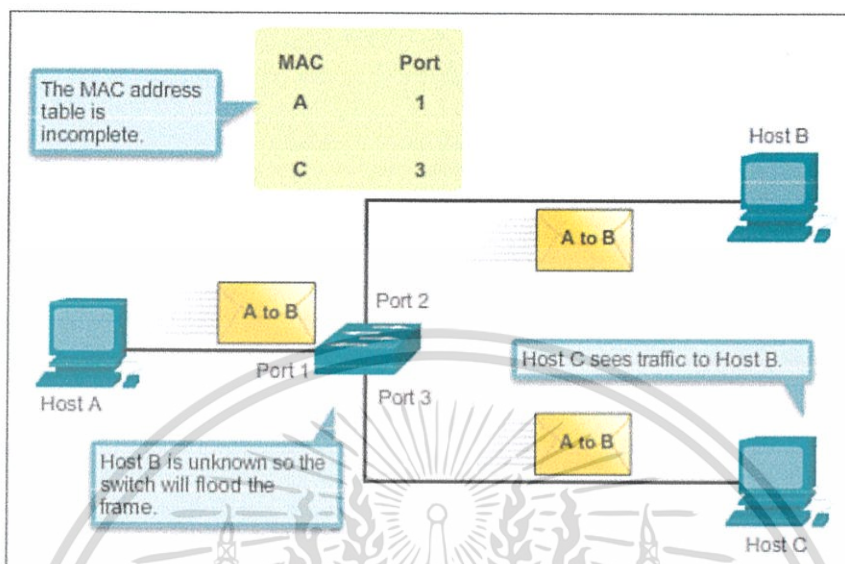 The MAC address
table is
incomplete.
MAC Port
A 1
C 3
Host B
A to B
A to B
Port 2
Port 1
Host A
Port 3
Host C sees traffic to Host B.
Host B is unknown so the
switch will flood the
frame.
A to B
Host C